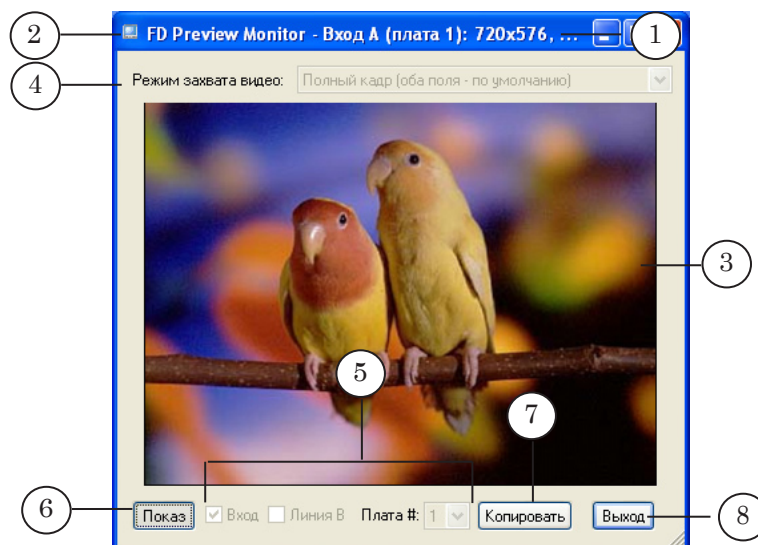 2 FD Preview Monitor - Вход A (плата 1): 720x576, ... 1
4 Режим захвата видео: Полный кадр (оба поля - по умолчанию)
3
5
7
6 Показ Вход Линия B Плата #: 1 Копировать Выход 8